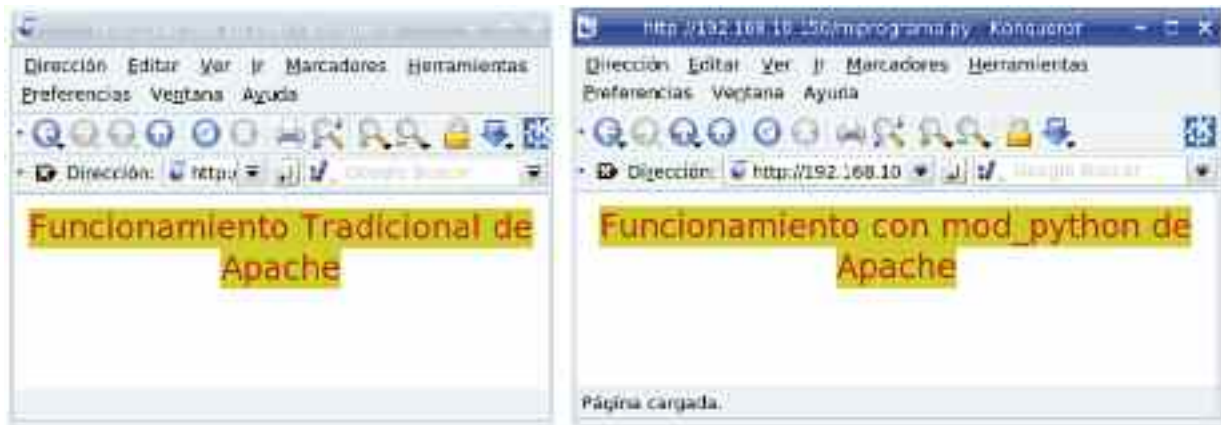 Dirección Editar Ver Ir Marcadores Herramientas
Preferencias Ventana Ayuda
Dirección: http:/
Funcionamiento Tradicional de
Apache
http://192.168.10.150/miprograma.py - Konqueror
Dirección Editar Ver Ir Marcadores Herramientas
Preferencias Ventana Ayuda
Dirección: http://192.168.10
Google Buscar
Funcionamiento con mod_python de
Apache
Página cargada.